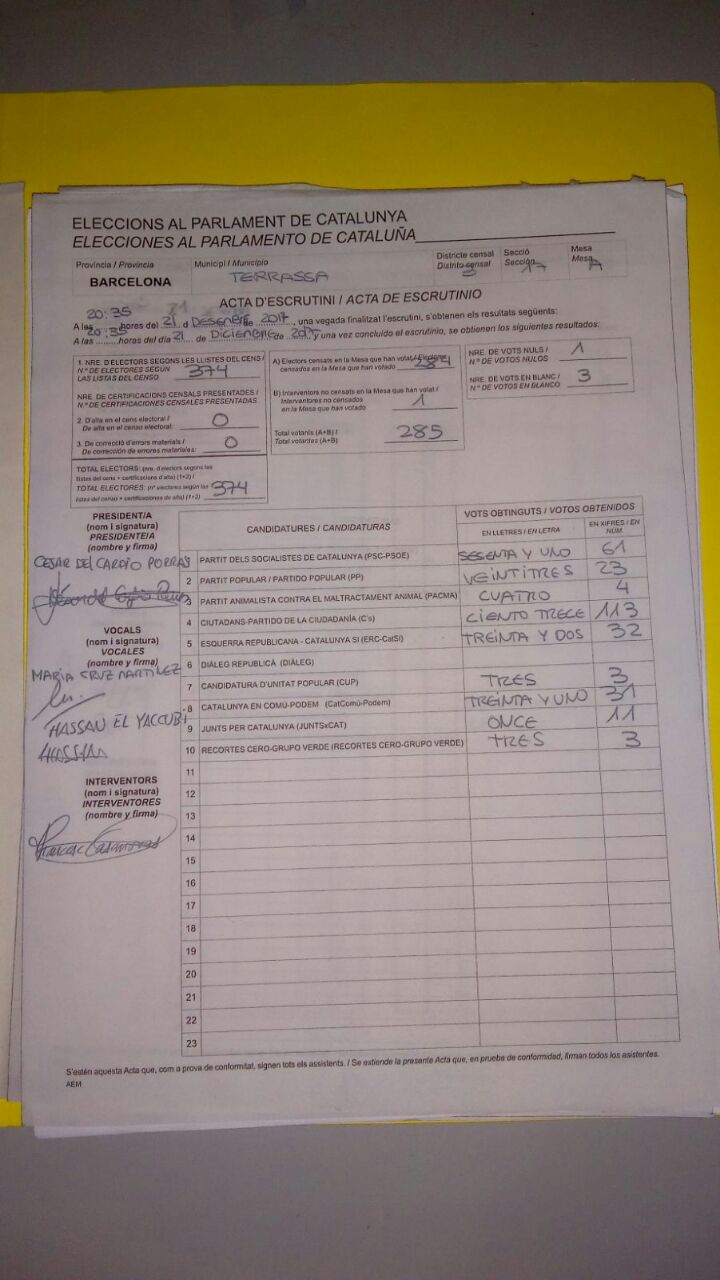 ELECCIONS AL PARLAMENT DE CATALUNYA
ELECCIONES AL PARLAMENTO DE CATALUÑA
Província / Provincia
BARCELONA
Municipi / Municipio
TERRASSA
Districte censal
Distrito censal
3
Secció
Sección
17
Mesa
Mesa
A
ACTA D'ESCRUTINI / ACTA DE ESCRUTINIO
A las 20:35 hores del 21 d DESEMBRE de 2017, una vegada finalitzat l'escrutini, s'obtenen els resultats següents:
A las 20:35 horas del día 21 de DICIEMBRE de 2017 y una vez concluido el escrutinio, se obtienen los siguientes resultados:
1. NRE. D'ELECTORS SEGONS LES LLISTES DEL CENS /
N.º DE ELECTORES SEGÚN
LAS LISTAS DEL CENSO 374
NRE. DE CERTIFICACIONS CENSALS PRESENTADES /
N.º DE CERTIFICACIONES CENSALES PRESENTADAS
2. D'alta en el cens electoral /
De alta en el censo electoral: 0
3. De correcció d'errors materials /
De corrección de errores materiales: 0
TOTAL ELECTORS: (nre. d'electors segons les
llistes del cens + certificacions d'alta) (1+2) /
TOTAL ELECTORES: (nº electores según las
listas del censo + certificaciones de alta) (1+2) 374
A) Electors censats en la Mesa que han votat / Electores
censados en la Mesa que han votado 284
B) Interventors no censats en la Mesa que han votat /
Interventores no censados
en la Mesa que han votado 1
Total votants (A+B) /
Total votantes (A+B) 285
NRE. DE VOTS NULS /
N.º DE VOTOS NULOS 1
NRE. DE VOTS EN BLANC /
N.º DE VOTOS EN BLANCO 3
PRESIDENT/A
(nom i signatura)
PRESIDENTE/A
(nombre y firma)
CESAR DEL CARPIO PORRAS
VOCALS
(nom i signatura)
VOCALES
(nombre y firma)
MARIA CRUZ MARTINEZ
HASSAN EL YACCUBI
HASSAN
INTERVENTORS
(nom i signatura)
INTERVENTORES
(nombre y firma)
CANDIDATURES / CANDIDATURAS
VOTS OBTINGUTS / VOTOS OBTENIDOS
EN LLETRES / EN LETRA
EN XIFRES / EN NÚM.
PARTIT DELS SOCIALISTES DE CATALUNYA (PSC-PSOE) SESENTA Y UNO 61
2 PARTIT POPULAR / PARTIDO POPULAR (PP) VEINTITRES 23
3 PARTIT ANIMALISTA CONTRA EL MALTRACTAMENT ANIMAL (PACMA) CUATRO 4
4 CIUTADANS-PARTIDO DE LA CIUDADANÍA (C's) CIENTO TRECE 113
5 ESQUERRA REPUBLICANA - CATALUNYA SI (ERC-CatSí) TREINTA Y DOS 32
6 DIÀLEG REPUBLICÀ (DIÀLEG)
7 CANDIDATURA D'UNITAT POPULAR (CUP) TRES 3
8 CATALUNYA EN COMÚ-PODEM (CatComú-Podem) TREINTA Y UNO 31
9 JUNTS PER CATALUNYA (JUNTSxCAT) ONCE 11
10 RECORTES CERO-GRUPO VERDE (RECORTES CERO-GRUPO VERDE) TRES 3
11
12
13
14
15
16
17
18
19
20
21
22
23
S'estén aquesta Acta que, com a prova de conformitat, signen tots els assistents. / Se extiende la presente Acta que, en prueba de conformidad, firman todos los asistentes.
AEM